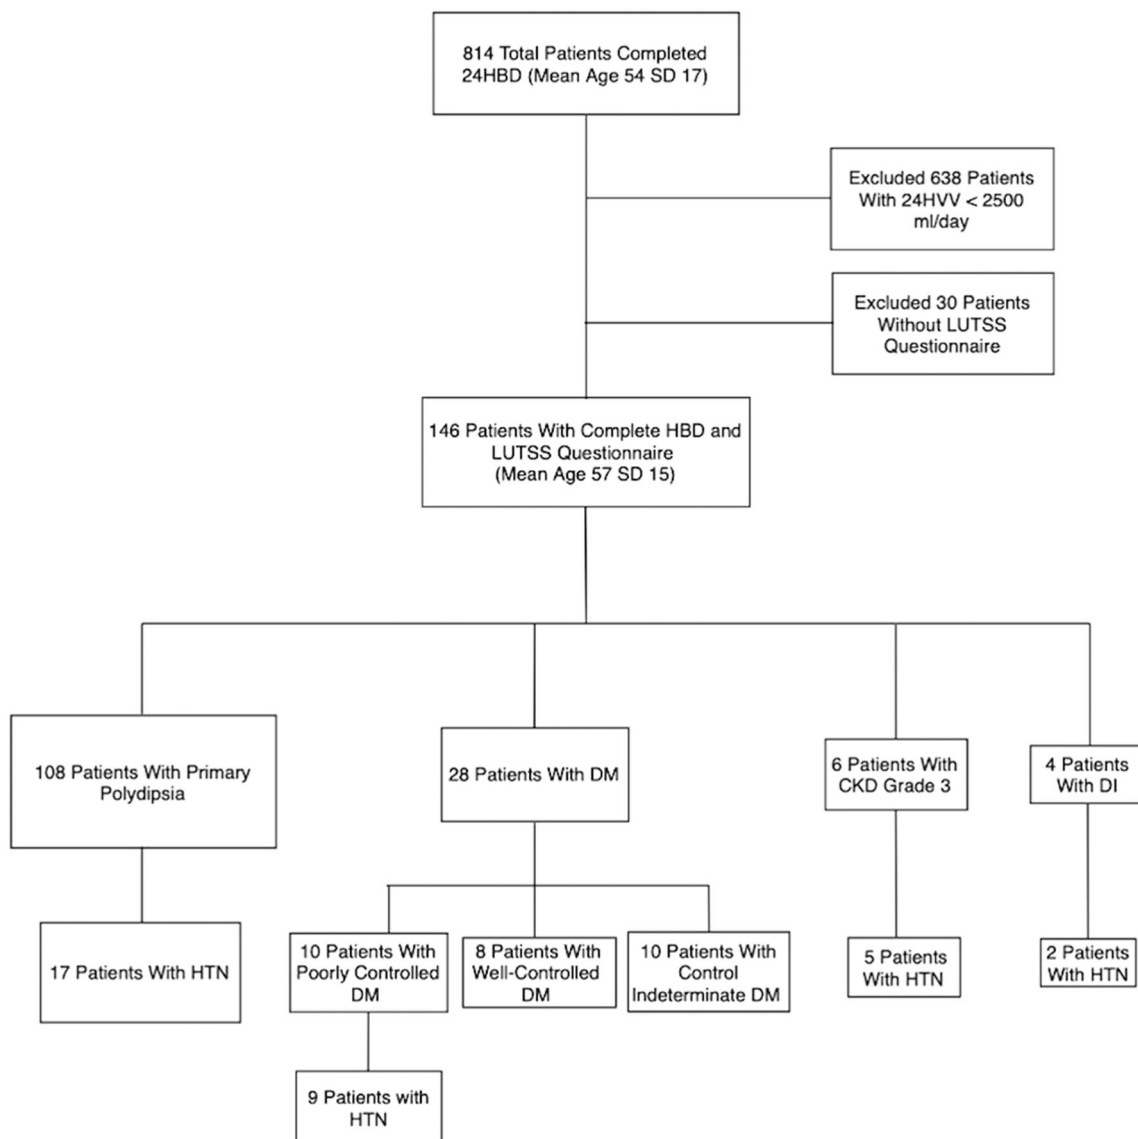 814 Total Patients Completed
24HBD (Mean Age 54 SD 17)
Excluded 638 Patients
With 24HVV < 2500
ml/day
Excluded 30 Patients
Without LUTSS
Questionnaire
146 Patients With Complete HBD and
LUTSS Questionnaire
(Mean Age 57 SD 15)
108 Patients With Primary
Polydipsia
28 Patients With DM
6 Patients With
CKD Grade 3
4 Patients
With DI
17 Patients With HTN
10 Patients With
Poorly Controlled
DM
8 Patients With
Well-Controlled
DM
10 Patients With
Control
Indeterminate DM
5 Patients
With HTN
2 Patients
With HTN
9 Patients with
HTN